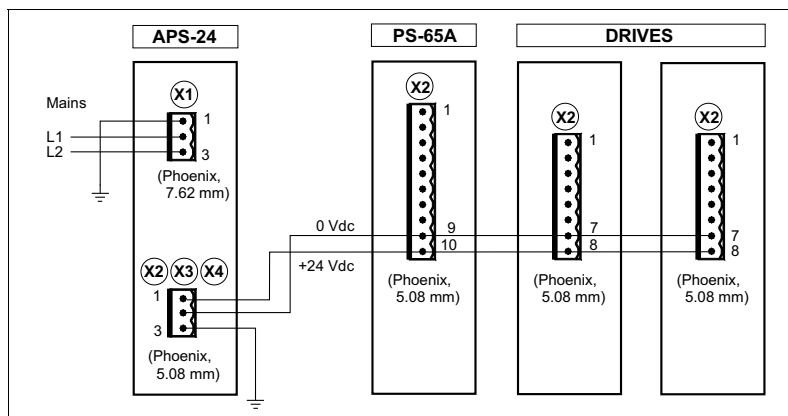 APS-24
PS-65A
DRIVES
X1
Mains
1
L1
L2
3
(Phoenix,
7.62 mm)
X2
1
X2
1
X2
1
0 Vdc
9
7
7
10
8
8
+24 Vdc
X2 X3 X4
1
3
(Phoenix,
5.08 mm)
(Phoenix,
5.08 mm)
(Phoenix,
5.08 mm)
(Phoenix,
5.08 mm)